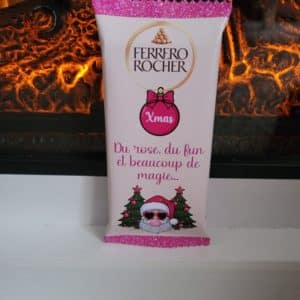 FERRERO
ROCHER
Xmas
Du rose, du fun
et beaucoup de
magie...